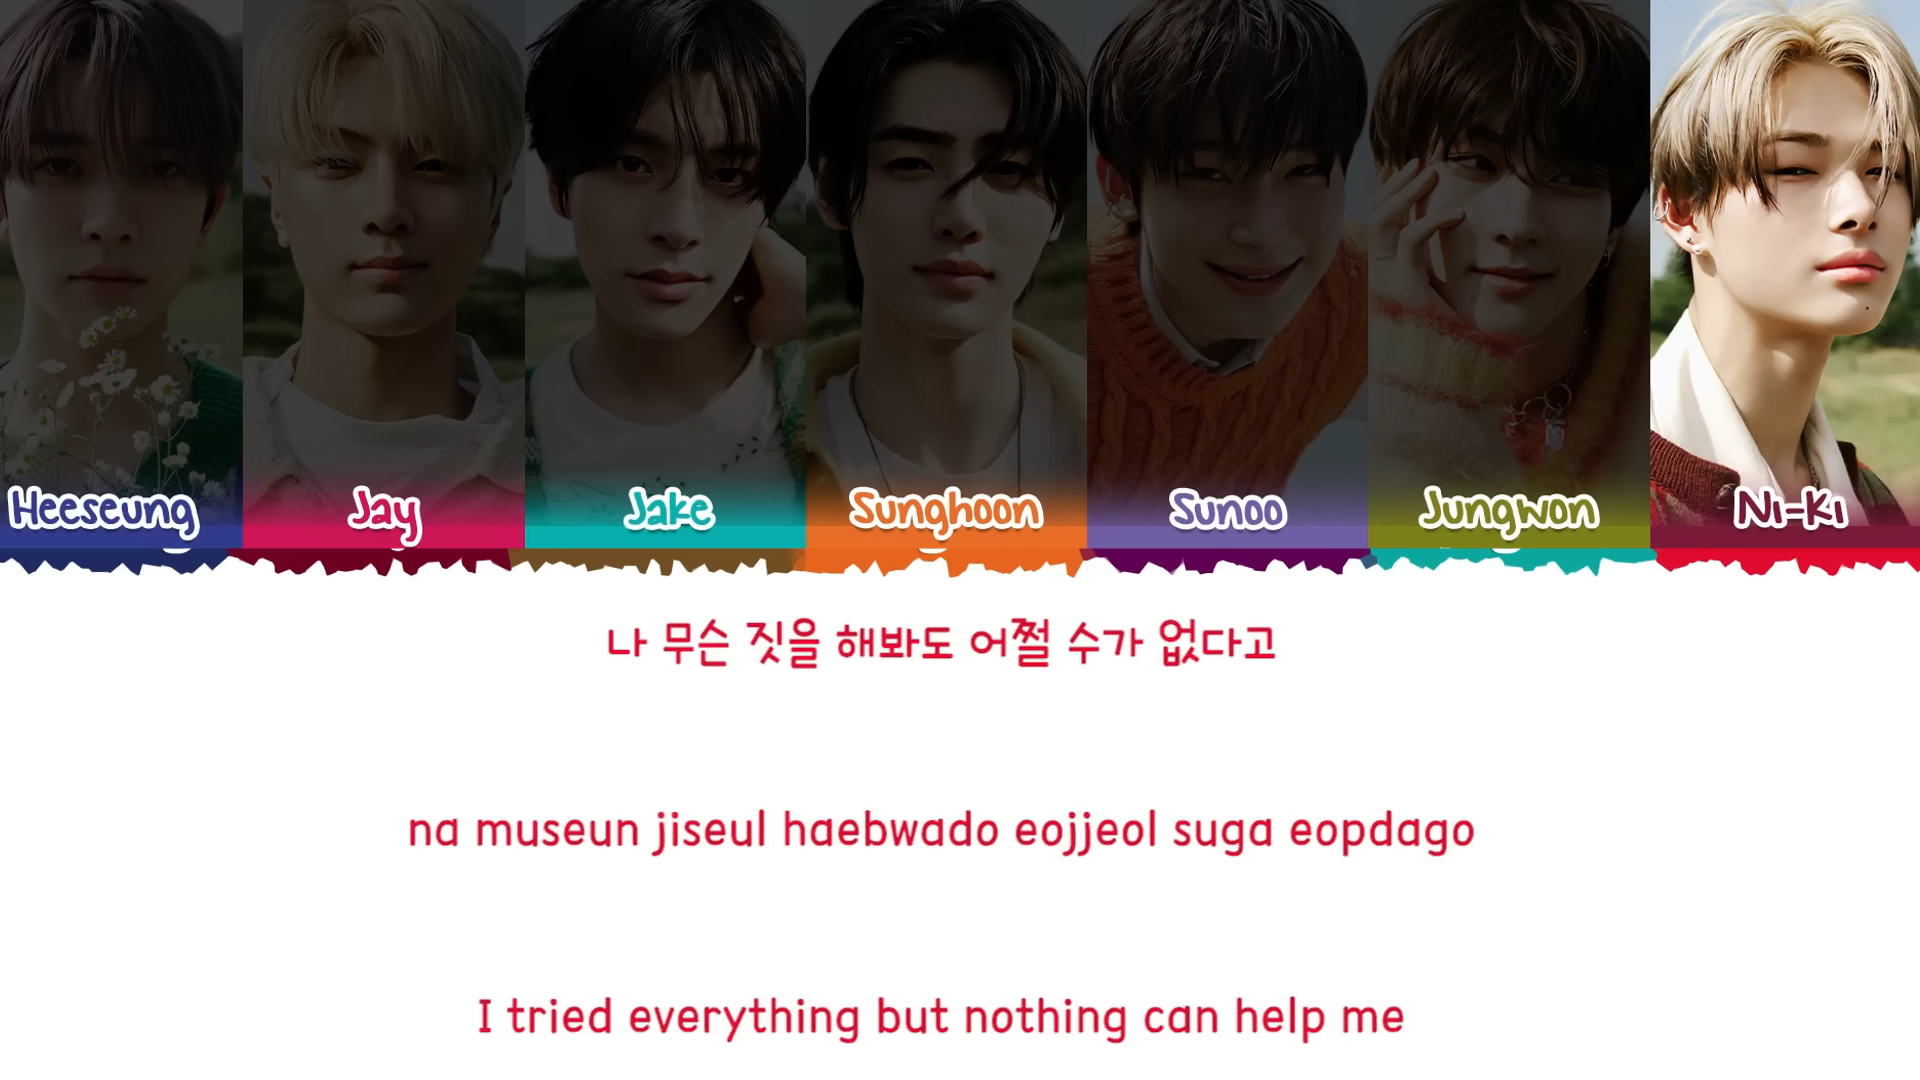 Heeseung Jay Jake Sunghoon Sunoo Jungwon Ni-Ki
나 무슨 짓을 해봐도 어쩔 수가 없다고
na museun jiseul haebwado eojjeol suga eopdago
I tried everything but nothing can help me